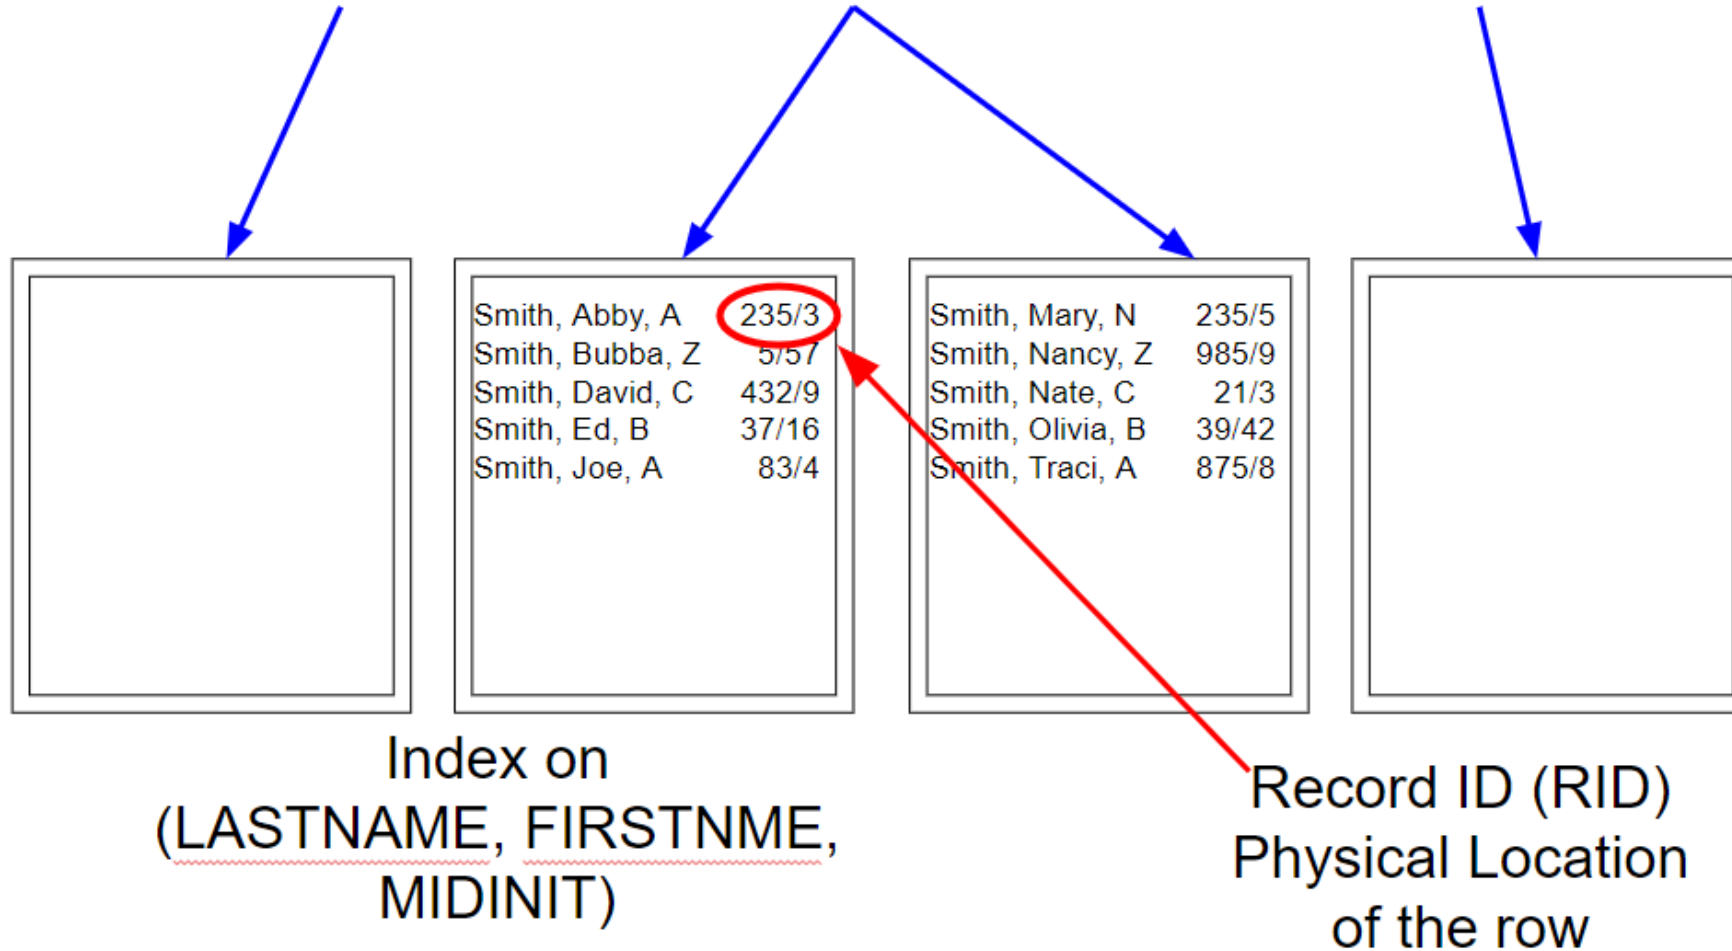 Smith, Abby, A 235/3
Smith, Bubba, Z 5/57
Smith, David, C 432/9
Smith, Ed, B 37/16
Smith, Joe, A 83/4
Smith, Mary, N 235/5
Smith, Nancy, Z 985/9
Smith, Nate, C 21/3
Smith, Olivia, B 39/42
Smith, Traci, A 875/8
Index on
(LASTNAME, FIRSTNME,
MIDINIT)
Record ID (RID)
Physical Location
of the row